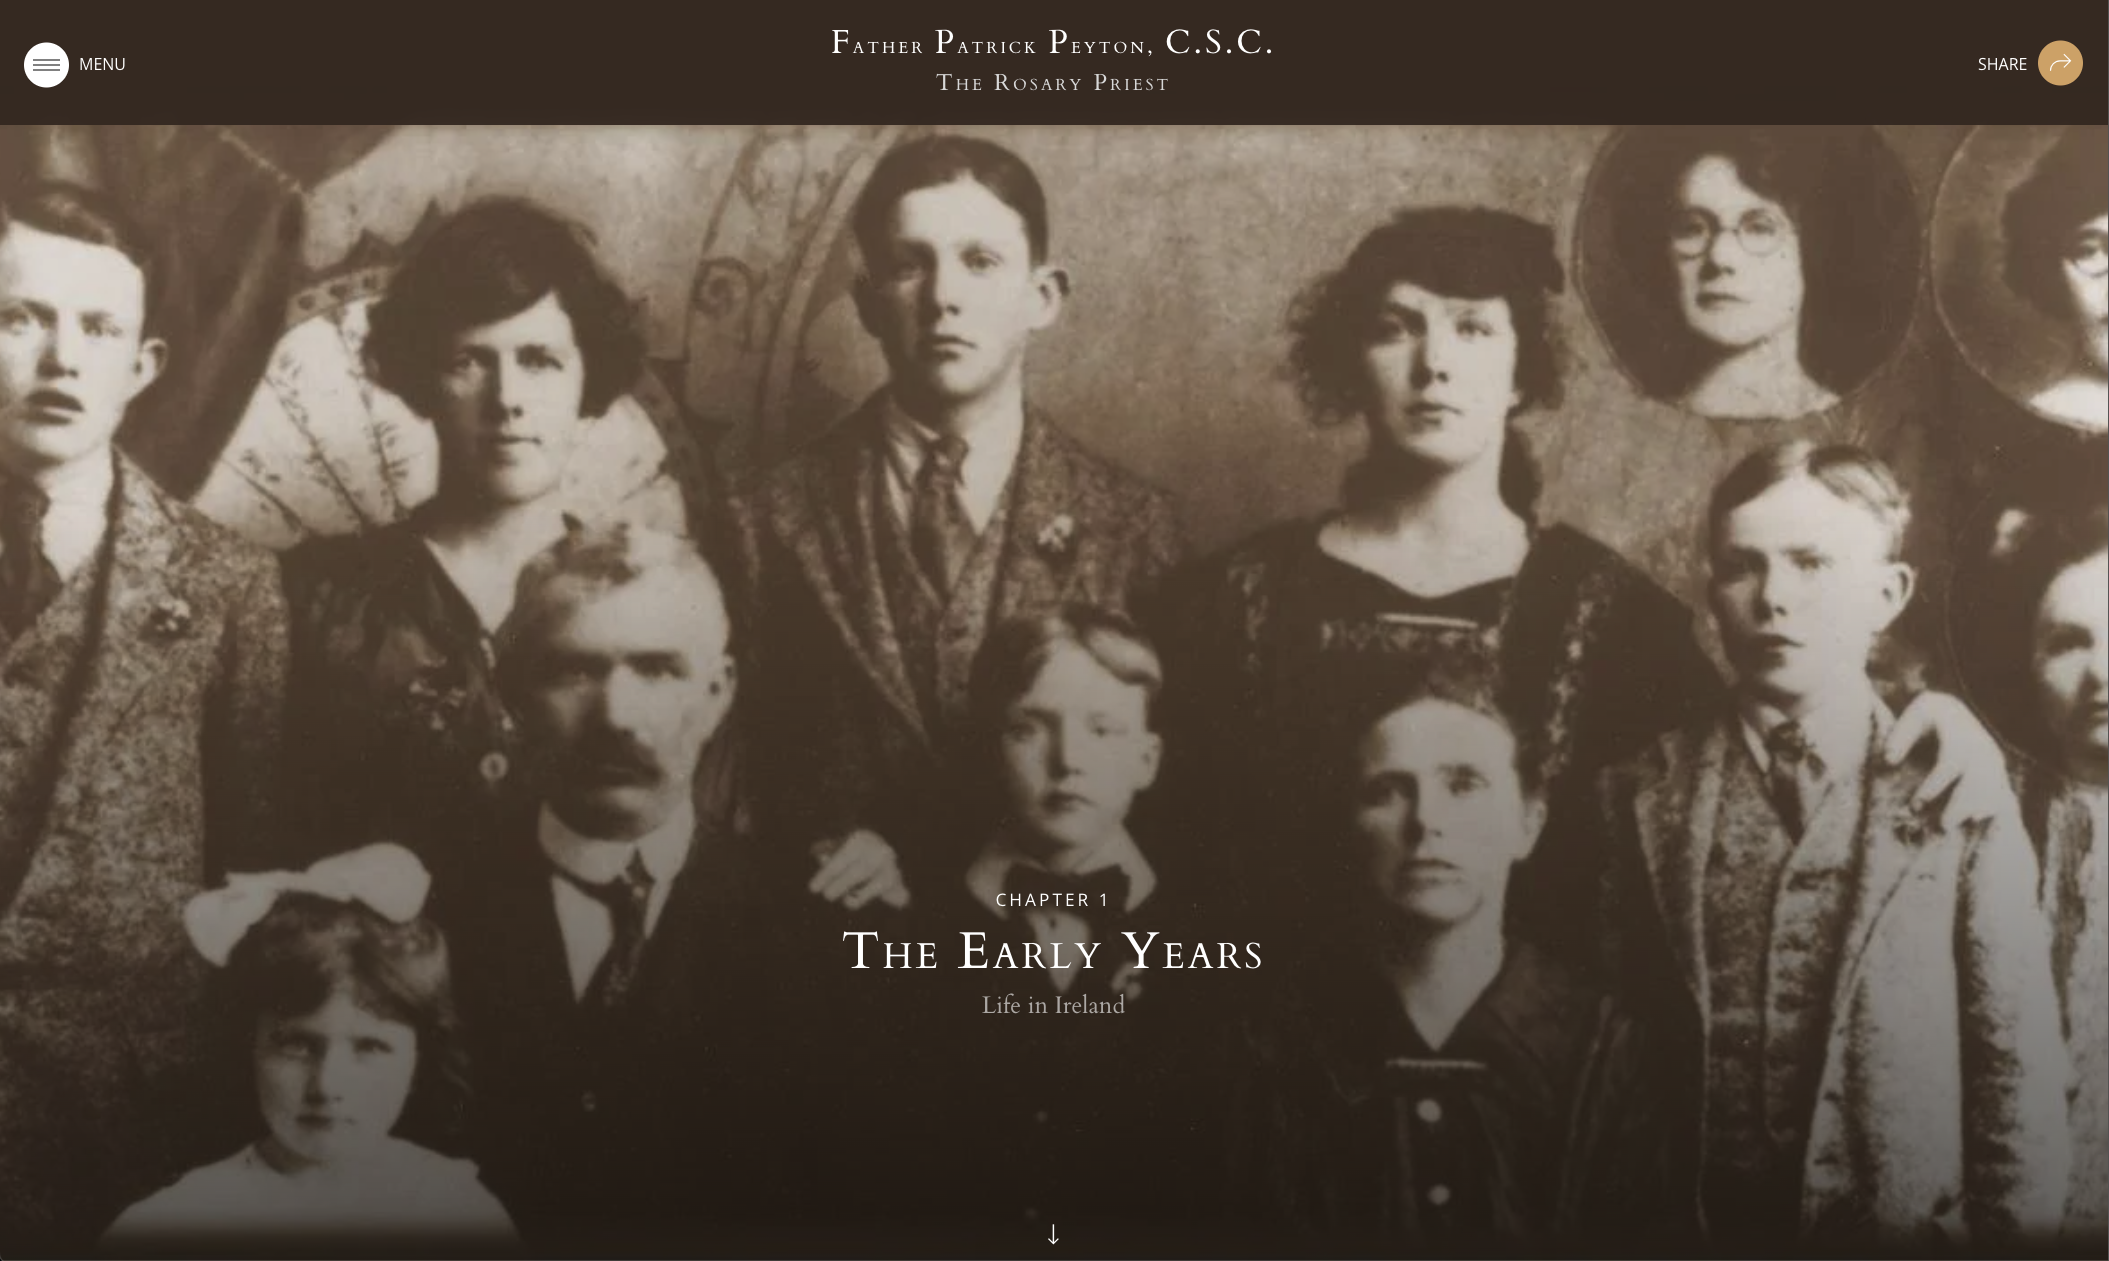 MENU
Father Patrick Peyton, C.S.C.
The Rosary Priest
SHARE
CHAPTER 1
The Early Years
Life in Ireland